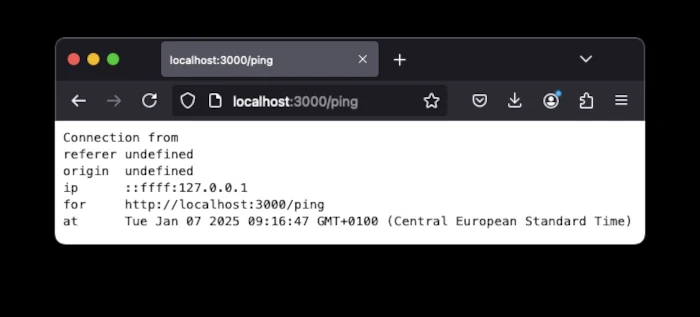 localhost:3000/ping
localhost:3000/ping
Connection from
referer undefined
origin  undefined
ip      ::ffff:127.0.0.1
for     http://localhost:3000/ping
at      Tue Jan 07 2025 09:16:47 GMT+0100 (Central European Standard Time)